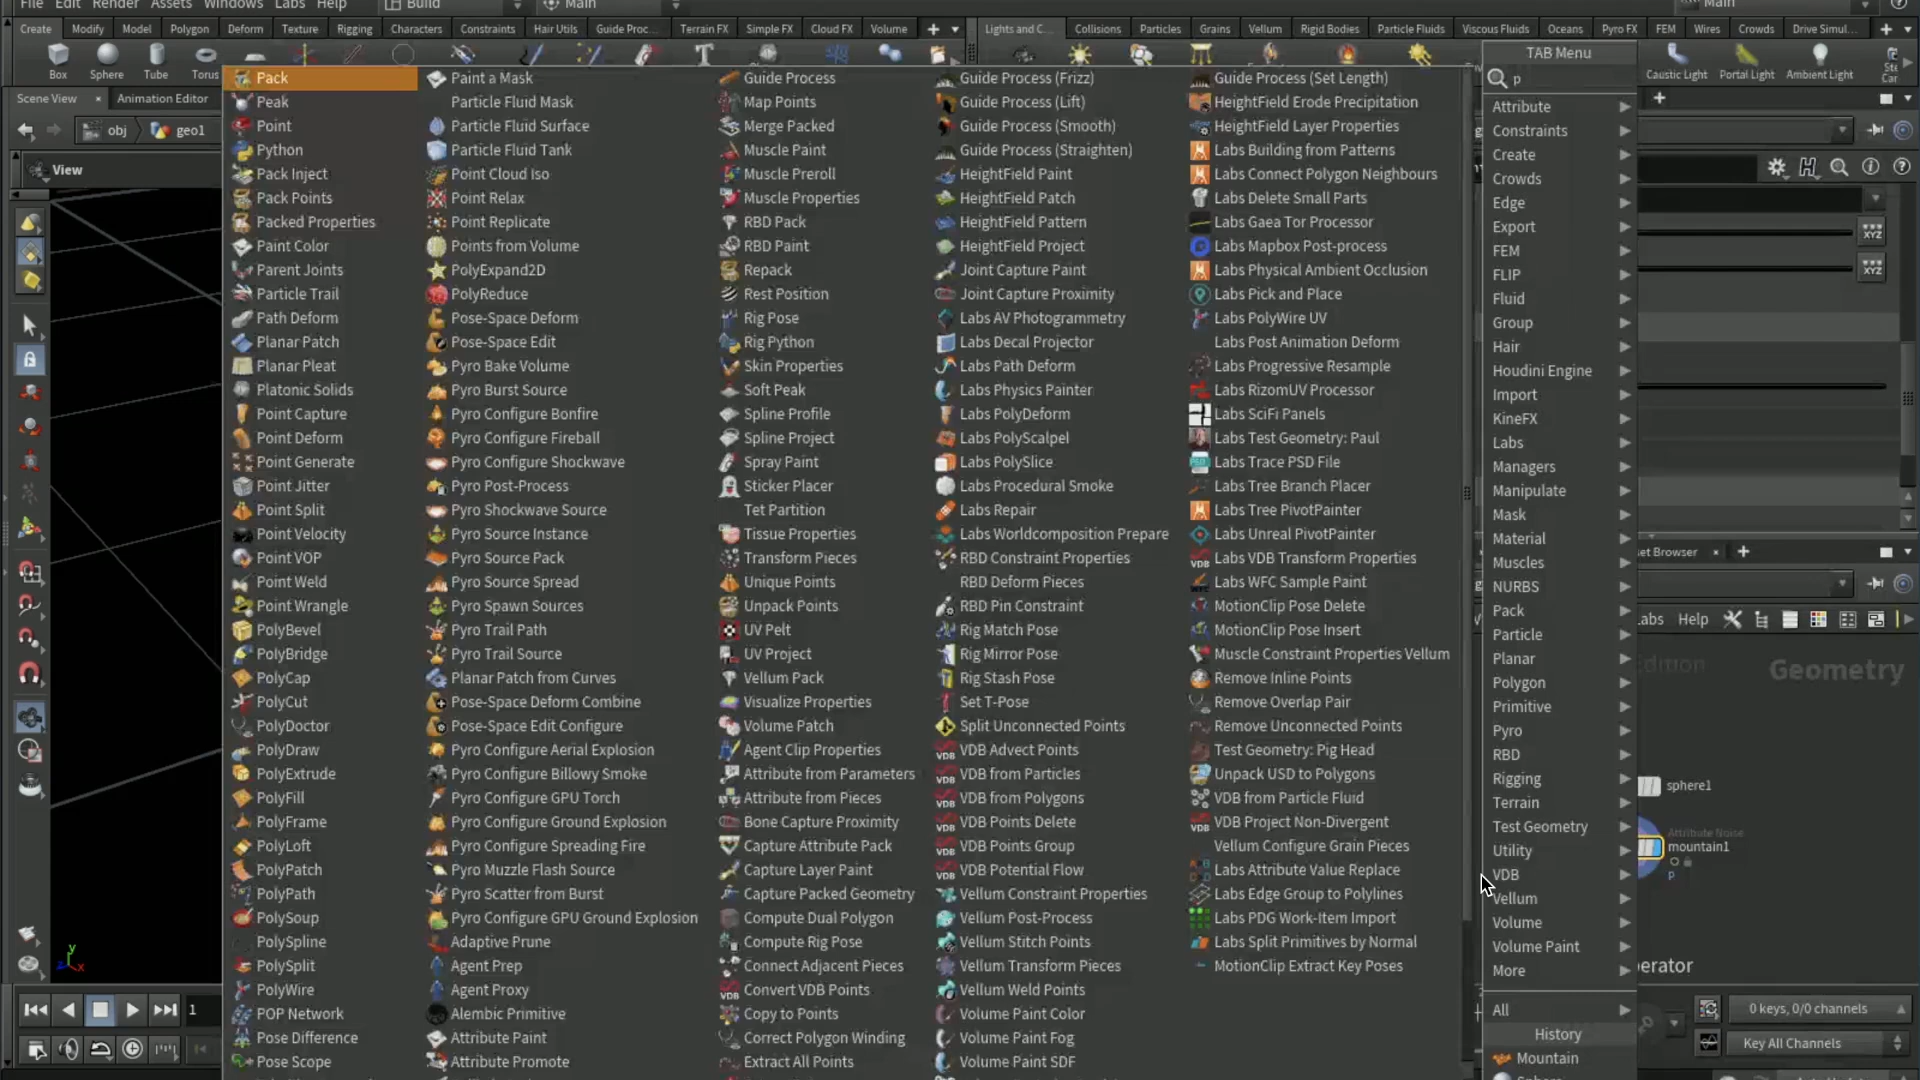 File Edit Render Assets Windows Labs Help Build Main Main
Create Modify Model Polygon Deform Texture Rigging Characters Constraints Hair Utils Guide Proc... Terrain FX Simple FX Cloud FX Volume Lights and C... Collisions Particles Grains Vellum Rigid Bodies Particle Fluids Viscous Fluids Oceans Pyro FX FEM Wires Crowds Drive Simul...
Box Sphere Tube Torus Caustic Light Portal Light Ambient Light
Scene View Animation Editor
obj geo1
View
Pack
Peak
Point
Python
Pack Inject
Pack Points
Packed Properties
Paint Color
Parent Joints
Particle Trail
Path Deform
Planar Patch
Planar Pleat
Platonic Solids
Point Capture
Point Deform
Point Generate
Point Jitter
Point Split
Point Velocity
Point VOP
Point Weld
Point Wrangle
PolyBevel
PolyBridge
PolyCap
PolyCut
PolyDoctor
PolyDraw
PolyExtrude
PolyFill
PolyFrame
PolyLoft
PolyPatch
PolyPath
PolySoup
PolySpline
PolySplit
PolyWire
POP Network
Pose Difference
Pose Scope
Paint a Mask
Particle Fluid Mask
Particle Fluid Surface
Particle Fluid Tank
Point Cloud Iso
Point Relax
Point Replicate
Points from Volume
PolyExpand2D
PolyReduce
Pose-Space Deform
Pose-Space Edit
Pyro Bake Volume
Pyro Burst Source
Pyro Configure Bonfire
Pyro Configure Fireball
Pyro Configure Shockwave
Pyro Post-Process
Pyro Shockwave Source
Pyro Source Instance
Pyro Source Pack
Pyro Source Spread
Pyro Spawn Sources
Pyro Trail Path
Pyro Trail Source
Planar Patch from Curves
Pose-Space Deform Combine
Pose-Space Edit Configure
Pyro Configure Aerial Explosion
Pyro Configure Billowy Smoke
Pyro Configure GPU Torch
Pyro Configure Ground Explosion
Pyro Configure Spreading Fire
Pyro Muzzle Flash Source
Pyro Scatter from Burst
Pyro Configure GPU Ground Explosion
Adaptive Prune
Agent Prep
Agent Proxy
Alembic Primitive
Attribute Paint
Attribute Promote
Guide Process
Map Points
Merge Packed
Muscle Paint
Muscle Preroll
Muscle Properties
RBD Pack
RBD Paint
Repack
Rest Position
Rig Pose
Rig Python
Skin Properties
Soft Peak
Spline Profile
Spline Project
Spray Paint
Sticker Placer
Tet Partition
Tissue Properties
Transform Pieces
Unique Points
Unpack Points
UV Pelt
UV Project
Vellum Pack
Visualize Properties
Volume Patch
Agent Clip Properties
Attribute from Parameters
Attribute from Pieces
Bone Capture Proximity
Capture Attribute Pack
Capture Layer Paint
Capture Packed Geometry
Compute Dual Polygon
Compute Rig Pose
Connect Adjacent Pieces
Convert VDB Points
Copy to Points
Correct Polygon Winding
Extract All Points
Guide Process (Frizz)
Guide Process (Lift)
Guide Process (Smooth)
Guide Process (Straighten)
HeightField Paint
HeightField Patch
HeightField Pattern
HeightField Project
Joint Capture Paint
Joint Capture Proximity
Labs AV Photogrammetry
Labs Decal Projector
Labs Path Deform
Labs Physics Painter
Labs PolyDeform
Labs PolyScalpel
Labs PolySlice
Labs Procedural Smoke
Labs Repair
Labs Worldcomposition Prepare
RBD Constraint Properties
RBD Deform Pieces
RBD Pin Constraint
Rig Match Pose
Rig Mirror Pose
Rig Stash Pose
Set T-Pose
Split Unconnected Points
VDB Advect Points
VDB from Particles
VDB from Polygons
VDB Points Delete
VDB Points Group
VDB Potential Flow
Vellum Constraint Properties
Vellum Post-Process
Vellum Stitch Points
Vellum Transform Pieces
Vellum Weld Points
Volume Paint Color
Volume Paint Fog
Volume Paint SDF
Guide Process (Set Length)
HeightField Erode Precipitation
HeightField Layer Properties
Labs Building from Patterns
Labs Connect Polygon Neighbours
Labs Delete Small Parts
Labs Gaea Tor Processor
Labs Mapbox Post-process
Labs Physical Ambient Occlusion
Labs Pick and Place
Labs PolyWire UV
Labs Post Animation Deform
Labs Progressive Resample
Labs RizomUV Processor
Labs SciFi Panels
Labs Test Geometry: Paul
Labs Trace PSD File
Labs Tree Branch Placer
Labs Tree PivotPainter
Labs Unreal PivotPainter
Labs VDB Transform Properties
Labs WFC Sample Paint
MotionClip Pose Delete
MotionClip Pose Insert
Muscle Constraint Properties Vellum
Remove Inline Points
Remove Overlap Pair
Remove Unconnected Points
Test Geometry: Pig Head
Unpack USD to Polygons
VDB from Particle Fluid
VDB Project Non-Divergent
Vellum Configure Grain Pieces
Labs Attribute Value Replace
Labs Edge Group to Polylines
Labs PDG Work-Item Import
Labs Split Primitives by Normal
MotionClip Extract Key Poses
TAB Menu
p
Attribute
Constraints
Create
Crowds
Edge
Export
FEM
FLIP
Fluid
Group
Hair
Houdini Engine
Import
KineFX
Labs
Managers
Manipulate
Mask
Material
Muscles
NURBS
Pack
Particle
Planar
Polygon
Primitive
Pyro
RBD
Rigging
Terrain
Test Geometry
Utility
VDB
Vellum
Volume
Volume Paint
More
All
History
Mountain
Sphere
set Browser
Labs Help
Edition Geometry
sphere1
Attribute Noise
mountain1
P
perator
1
0 keys, 0/0 channels
Key All Channels